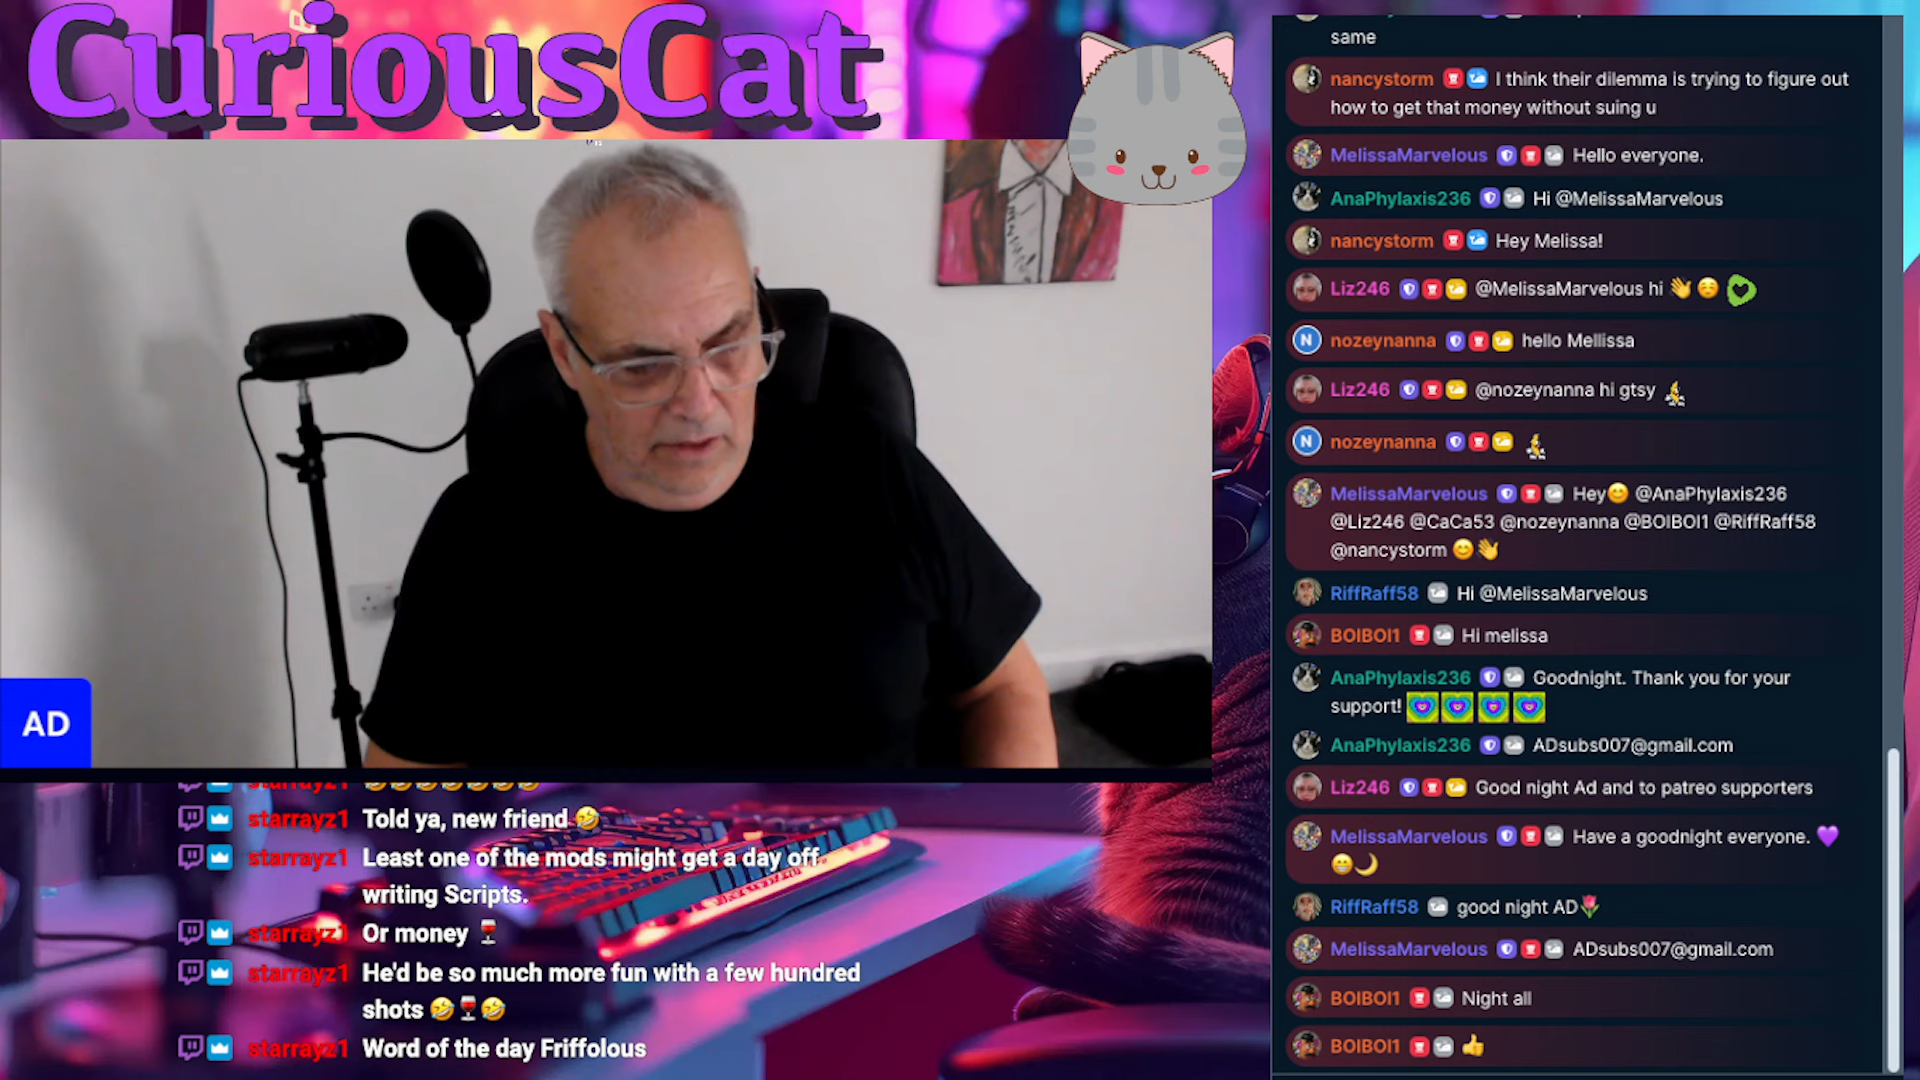 CuriousCat
AD
starrayz1
starrayz1 Told ya, new friend 🤣
starrayz1 Least one of the mods might get a day off
writing Scripts.
starrayz1 Or money 🍷
starrayz1 He'd be so much more fun with a few hundred
shots 🤣🍷🤣
starrayz1 Word of the day Friffolous
same
nancystorm I think their dilemma is trying to figure out
how to get that money without suing u
MelissaMarvelous Hello everyone.
AnaPhylaxis236 Hi @MelissaMarvelous
nancystorm Hey Melissa!
Liz246 @MelissaMarvelous hi 👋 ☺️
N nozeynanna hello Mellissa
Liz246 @nozeynanna hi gtsy
N nozeynanna
MelissaMarvelous Hey😊 @AnaPhylaxis236
@Liz246 @CaCa53 @nozeynanna @BOIBOI1 @RiffRaff58
@nancystorm 😊👋
RiffRaff58 Hi @MelissaMarvelous
BOIBOI1 Hi melissa
AnaPhylaxis236 Goodnight. Thank you for your
support!
AnaPhylaxis236 ADsubs007@gmail.com
Liz246 Good night Ad and to patreo supporters
MelissaMarvelous Have a goodnight everyone. 💜
😁🌙
RiffRaff58 good night AD🌷
MelissaMarvelous ADsubs007@gmail.com
BOIBOI1 Night all
BOIBOI1 👍